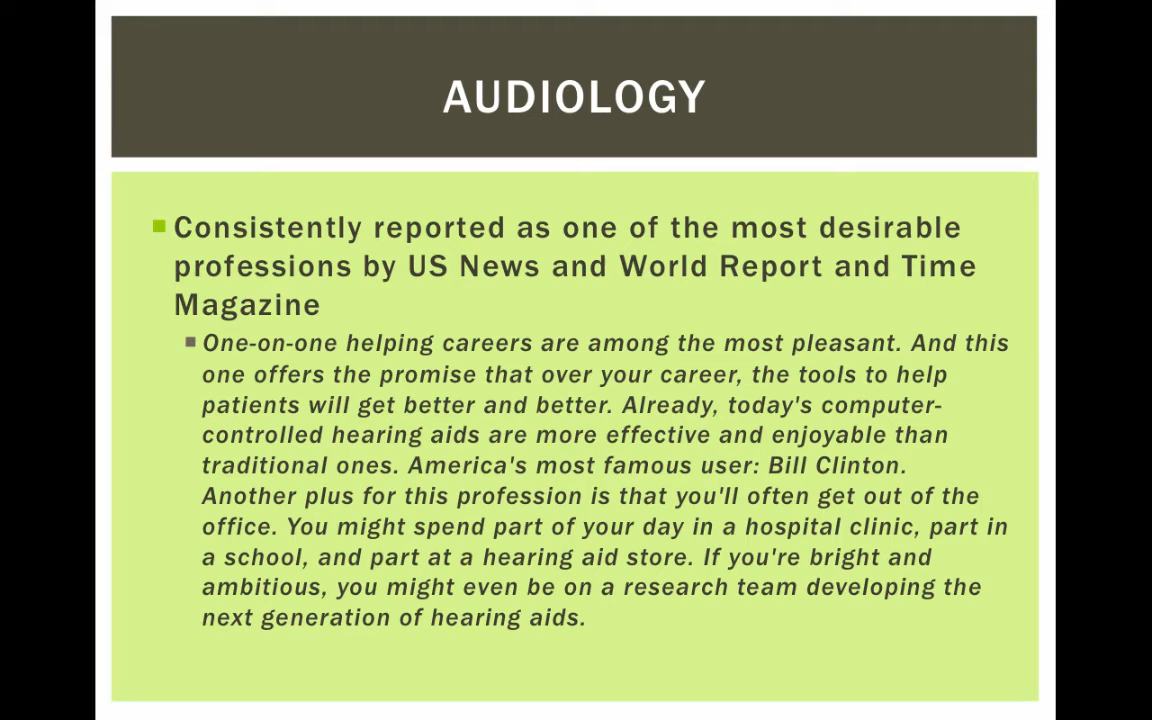 AUDIOLOGY
Consistently reported as one of the most desirable
professions by US News and World Report and Time
Magazine
One-on-one helping careers are among the most pleasant. And this
one offers the promise that over your career, the tools to help
patients will get better and better. Already, today's computer-
controlled hearing aids are more effective and enjoyable than
traditional ones. America's most famous user: Bill Clinton.
Another plus for this profession is that you'll often get out of the
office. You might spend part of your day in a hospital clinic, part in
a school, and part at a hearing aid store. If you're bright and
ambitious, you might even be on a research team developing the
next generation of hearing aids.